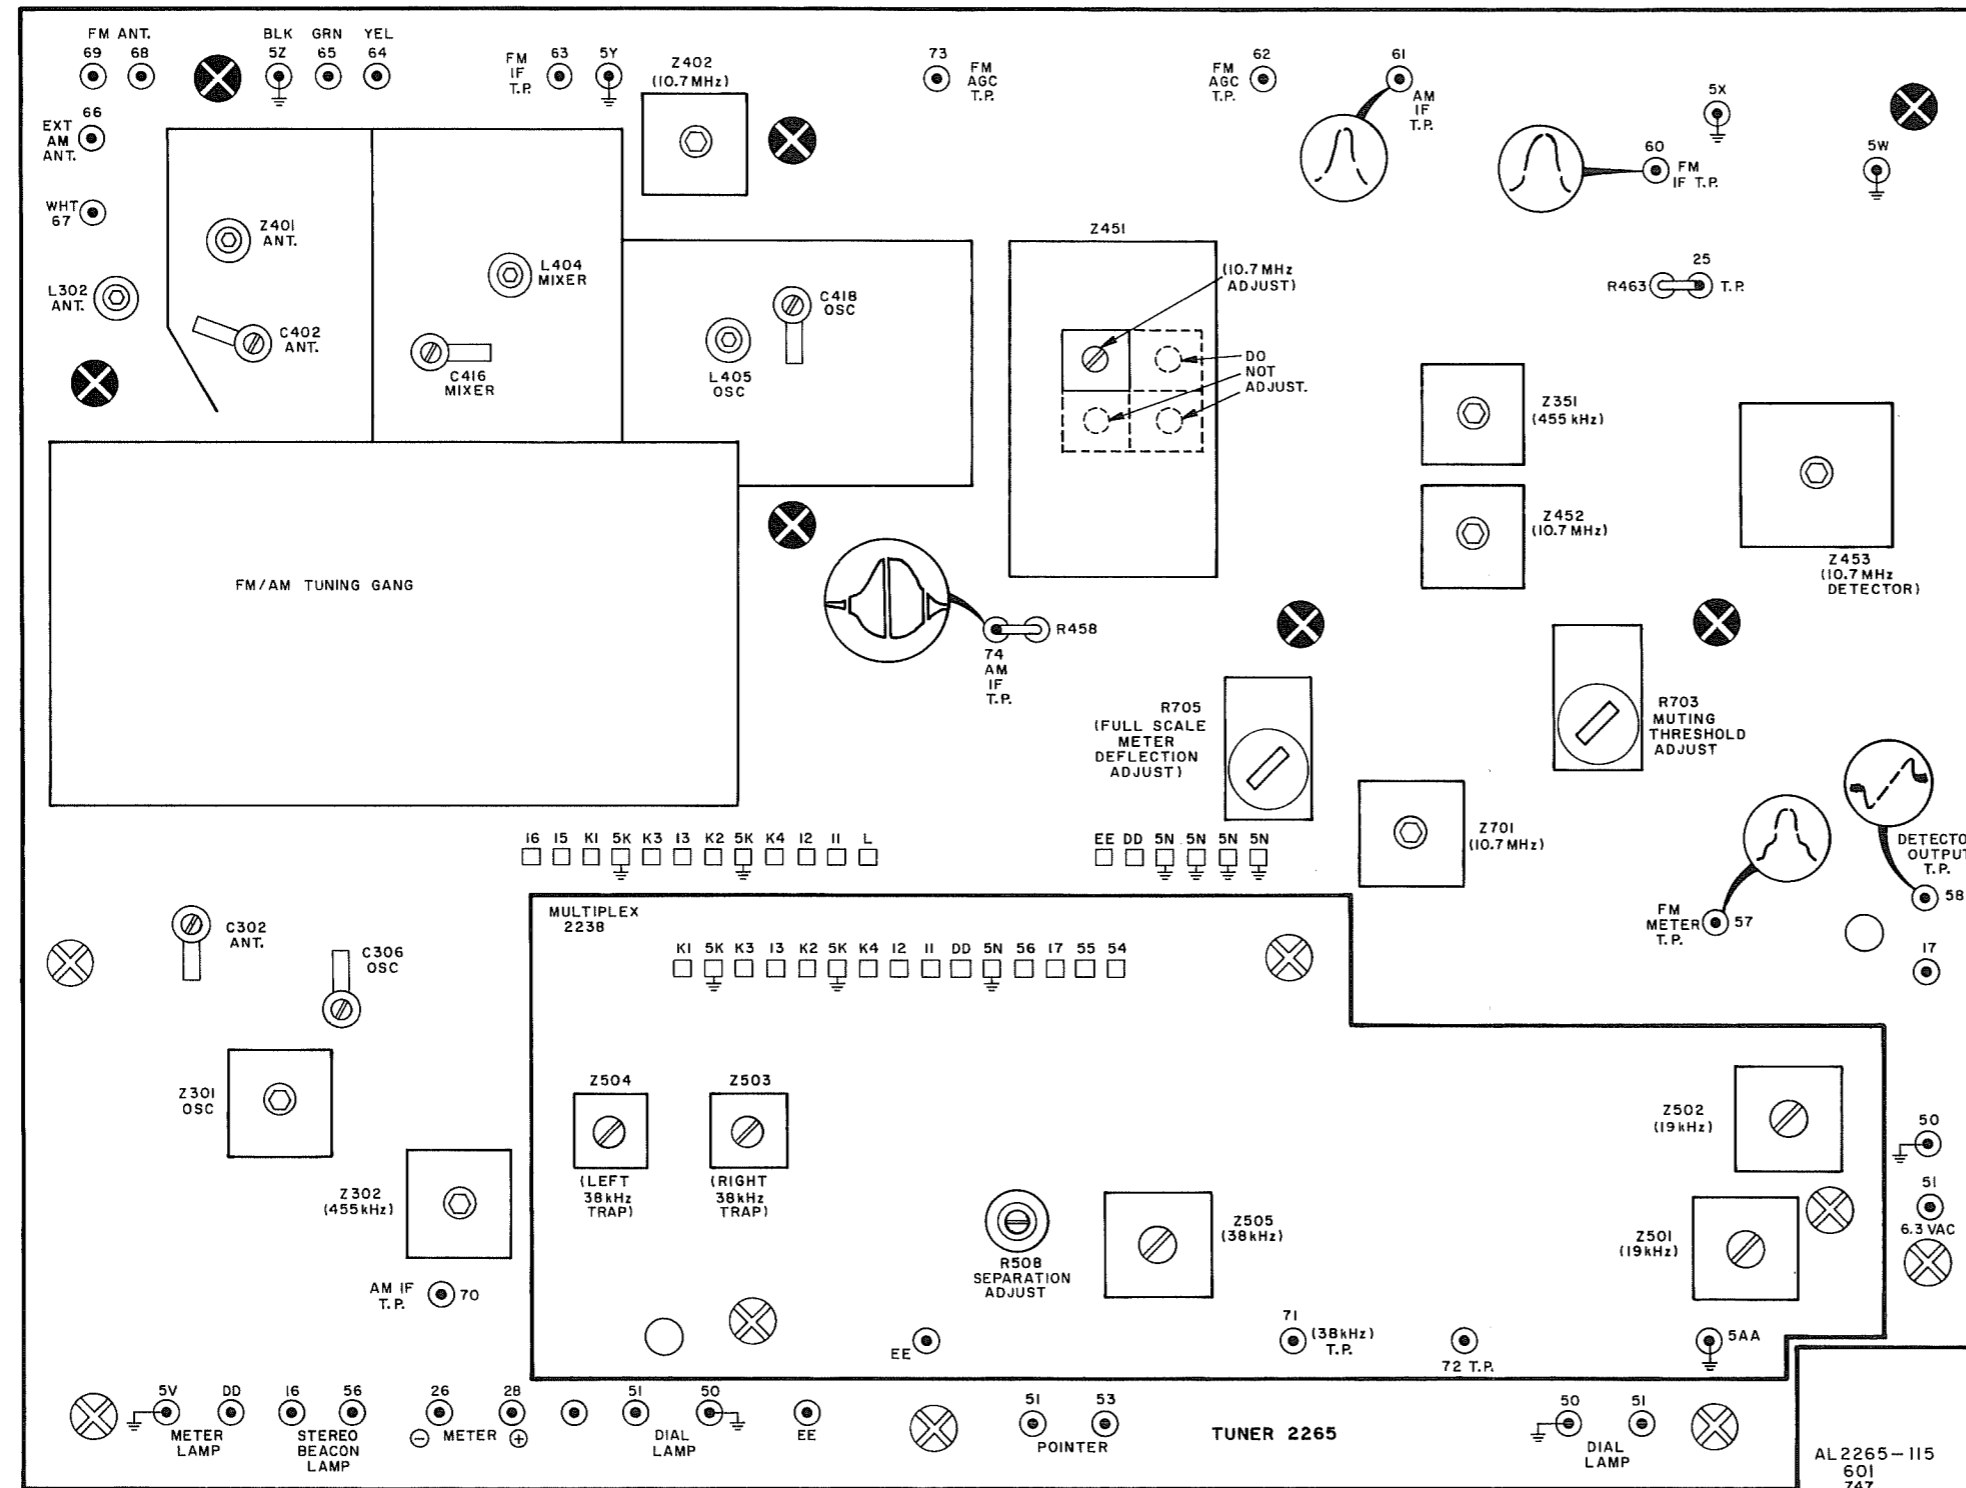 FM ANT.
69 68
BLK GRN YEL
5Z 65 64
FM
IF
T.P.
63 5Y
Z402
(10.7MHz)
73
FM
AGC
T.P.
62
FM
AGC
T.P.
61
AM
IF
T.P.
5X
66
EXT
AM
ANT.
60
FM
IF T.P.
5W
WHT
67
Z401
ANT.
L404
MIXER
Z451
(10.7MHz
ADJUST)
25
R463
T.P.
L302
ANT.
C402
ANT.
C416
MIXER
C418
OSC
L405
OSC
DO
NOT
ADJUST.
Z351
(455 kHz)
Z452
(10.7MHz)
Z453
(10.7MHz
DETECTOR)
FM/AM TUNING GANG
R458
74
AM
IF
T.P.
R705
(FULL SCALE
METER
DEFLECTION
ADJUST)
R703
MUTING
THRESHOLD
ADJUST
Z701
(10.7MHz)
DETECTO
OUTPUT
T.P.
58
FM
METER
T.P.
57
17
16 15 K1 5K K3 13 K2 5K K4 12 11 L
EE DD 5N 5N 5N 5N
MULTIPLEX
2238
K1 5K K3 13 K2 5K K4 12 11 DD 5N 56 17 55 54
C302
ANT.
C306
OSC
Z301
OSC
Z504
(LEFT
38kHz
TRAP)
Z503
(RIGHT
38kHz
TRAP)
Z502
(19kHz)
50
51
6.3 VAC
Z302
(455kHz)
R508
SEPARATION
ADJUST
Z505
(38kHz)
Z501
(19kHz)
AM IF
T.P.
70
EE
71
(38kHz)
T.P.
72 T.P.
5AA
5V DD
METER
LAMP
16 56
STEREO
BEACON
LAMP
26 28
− METER +
51 50
DIAL
LAMP
EE
51 53
POINTER
TUNER 2265
50 51
DIAL
LAMP
AL2265-115
601
747